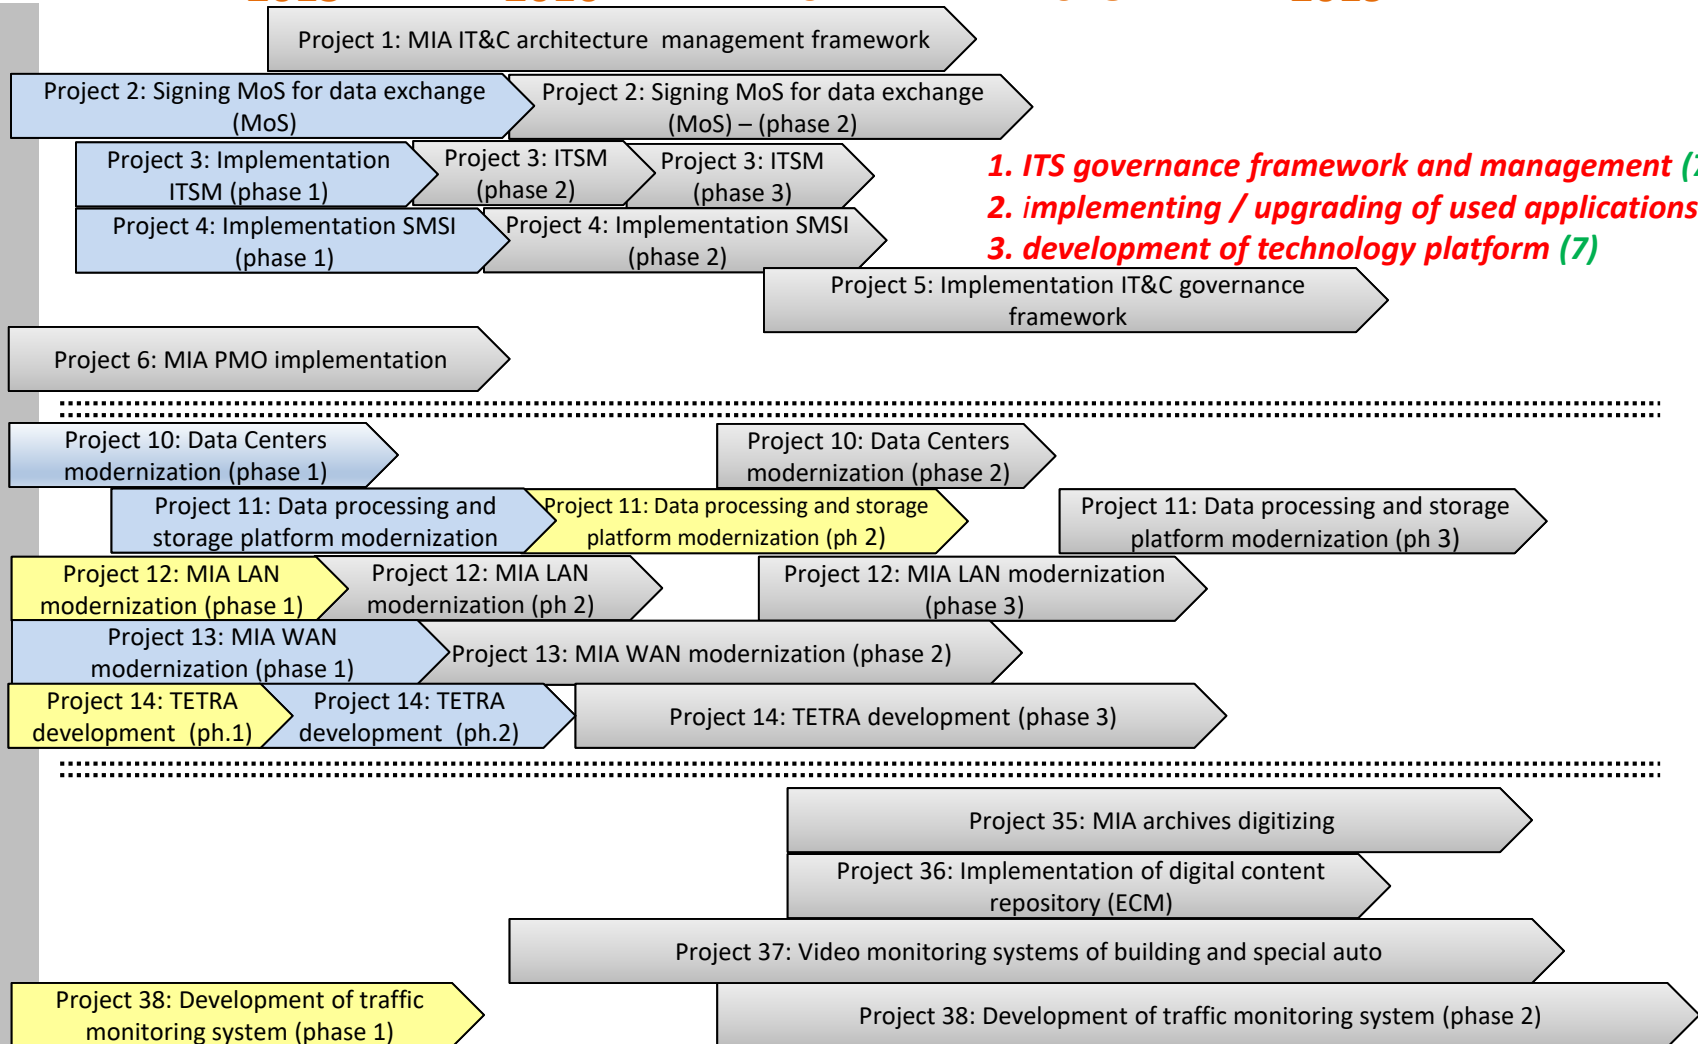 Project 1: MIA IT&C architecture management framework
Project 2: Signing MoS for data exchange
(MoS)
Project 2: Signing MoS for data exchange
(MoS) – (phase 2)
Project 3: Implementation
ITSM (phase 1)
Project 3: ITSM
(phase 2)
Project 3: ITSM
(phase 3)
1. ITS governance framework and management
2. implementing / upgrading of used applications
3. development of technology platform (7)
Project 4: Implementation SMSI
(phase 1)
Project 4: Implementation SMSI
(phase 2)
Project 5: Implementation IT&C governance
framework
Project 6: MIA PMO implementation
Project 10: Data Centers
modernization (phase 1)
Project 10: Data Centers
modernization (phase 2)
Project 11: Data processing and
storage platform modernization
Project 11: Data processing and storage
platform modernization (ph 2)
Project 11: Data processing and storage
platform modernization (ph 3)
Project 12: MIA LAN
modernization (phase 1)
Project 12: MIA LAN
modernization (ph 2)
Project 12: MIA LAN modernization
(phase 3)
Project 13: MIA WAN
modernization (phase 1)
Project 13: MIA WAN modernization (phase 2)
Project 14: TETRA
development (ph.1)
Project 14: TETRA
development (ph.2)
Project 14: TETRA development (phase 3)
Project 35: MIA archives digitizing
Project 36: Implementation of digital content
repository (ECM)
Project 37: Video monitoring systems of building and special auto
Project 38: Development of traffic
monitoring system (phase 1)
Project 38: Development of traffic monitoring system (phase 2)